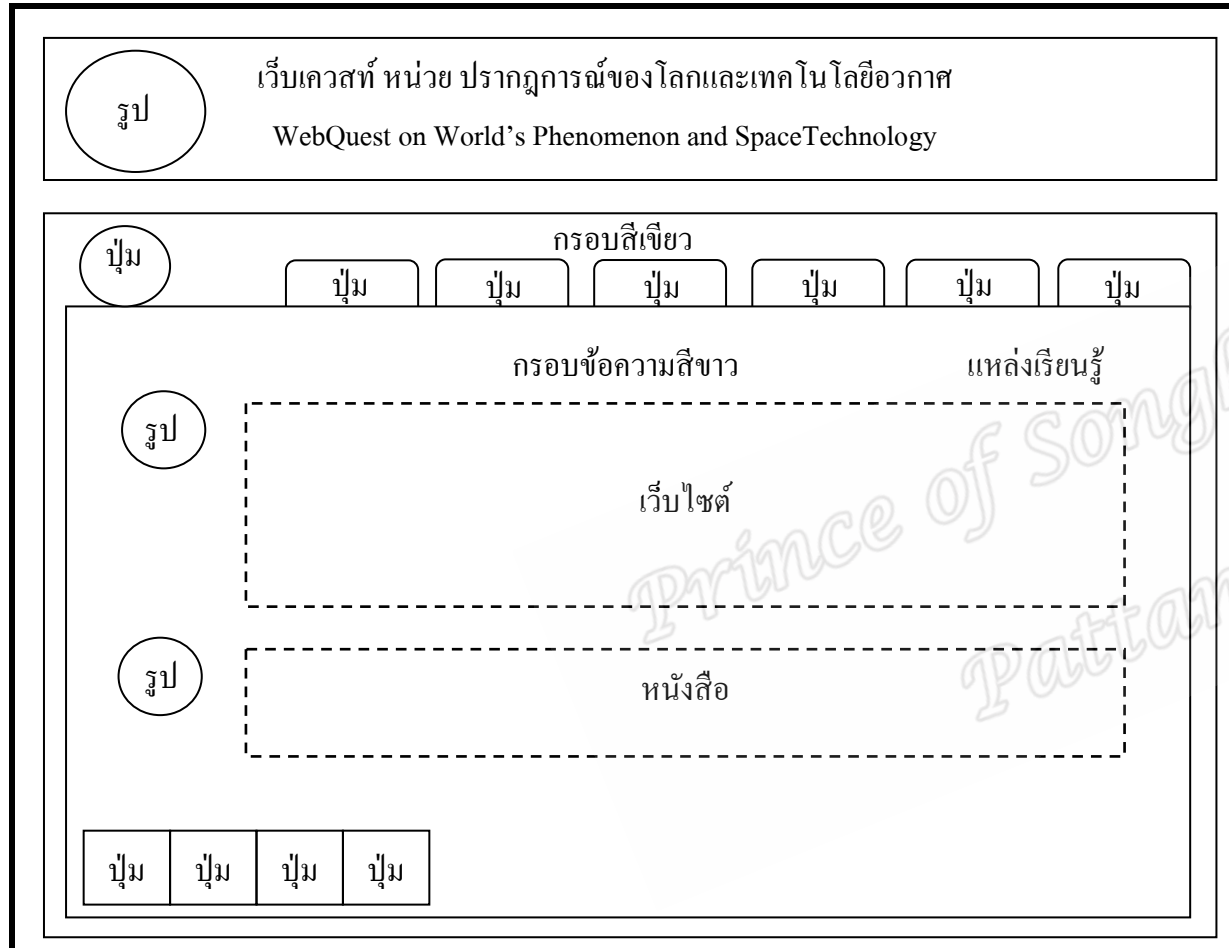 รูป
เว็บเควสท์ หน่วย ปรากฏการณ์ของโลกและเทคโนโลยีอวกาศ
WebQuest on World’s Phenomenon and SpaceTechnology
ปุ่ม
กรอบสีเขียว
ปุ่ม ปุ่ม ปุ่ม ปุ่ม ปุ่ม ปุ่ม
กรอบข้อความสีขาว แหล่งเรียนรู้
รูป
เว็บไซต์
รูป
หนังสือ
ปุ่ม ปุ่ม ปุ่ม ปุ่ม
Prince of